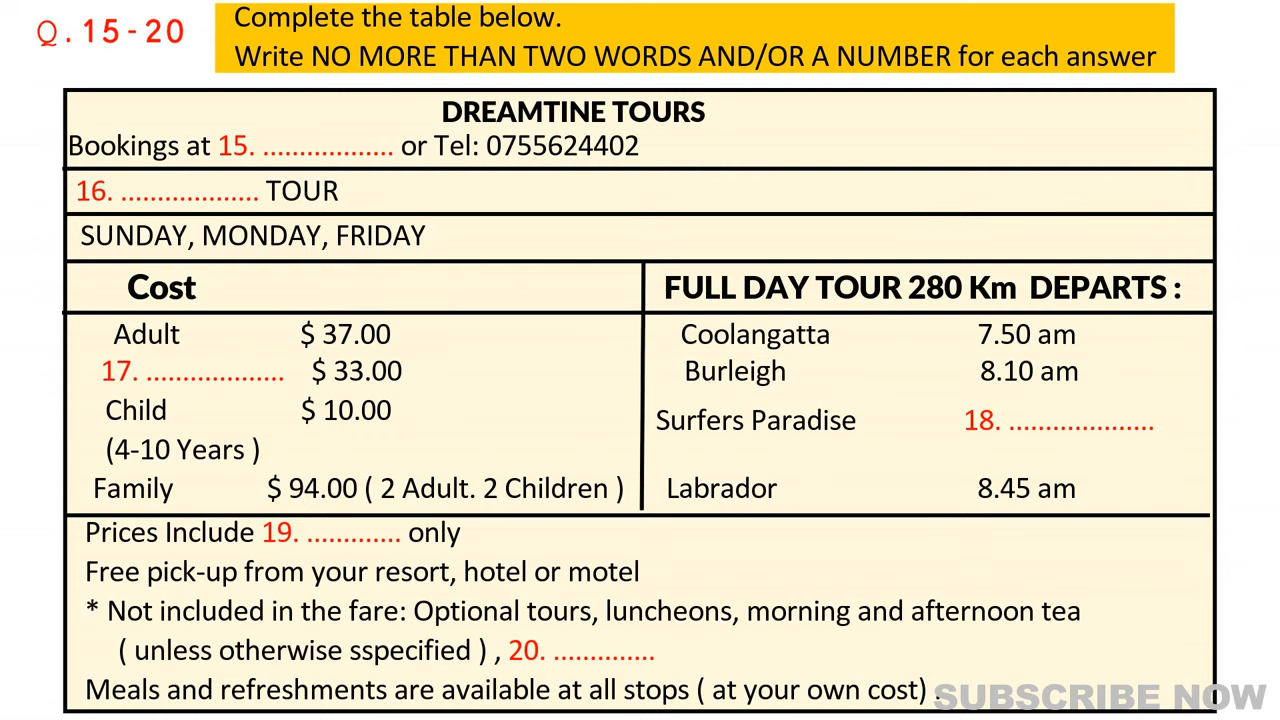 Q.15-20
Complete the table below.
Write NO MORE THAN TWO WORDS AND/OR A NUMBER for each answer
DREAMTINE TOURS
Bookings at 15. .................. or Tel: 0755624402
16. ................... TOUR
SUNDAY, MONDAY, FRIDAY
Cost
FULL DAY TOUR 280 Km DEPARTS :
Adult $ 37.00
Coolangatta 7.50 am
17. ................... $ 33.00
Burleigh 8.10 am
Child $ 10.00
Surfers Paradise 18. ....................
(4-10 Years )
Family $ 94.00 ( 2 Adult. 2 Children )
Labrador 8.45 am
Prices Include 19. ............. only
Free pick-up from your resort, hotel or motel
* Not included in the fare: Optional tours, luncheons, morning and afternoon tea
( unless otherwise sspecified ) , 20. ..............
Meals and refreshments are available at all stops ( at your own cost) .
SUBSCRIBE NOW